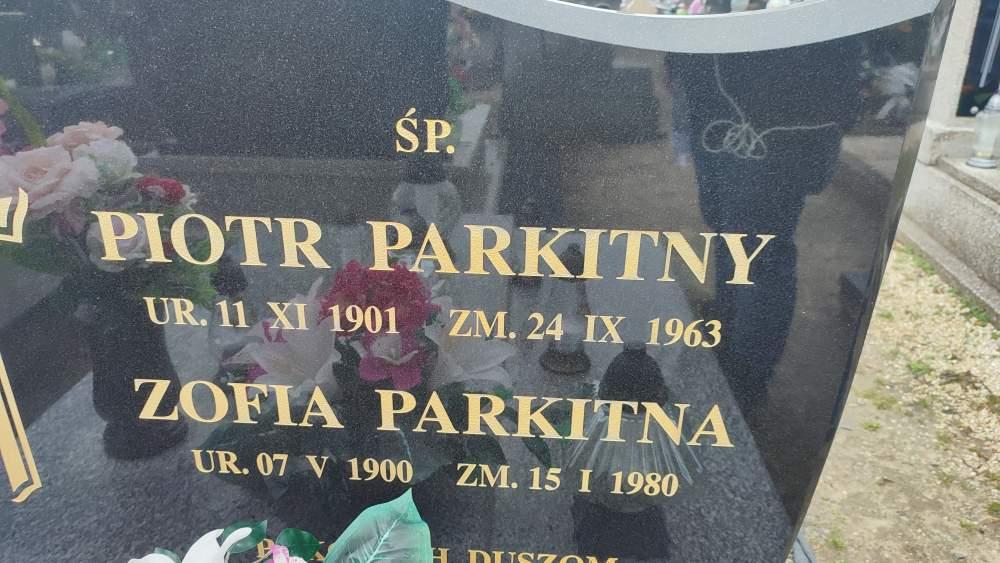 ŚP.
PIOTR PARKITNY
UR. 11 XI 1901 ZM. 24 IX 1963
ZOFIA PARKITNA
UR. 07 V 1900 ZM. 15 I 1980
DUSZOM